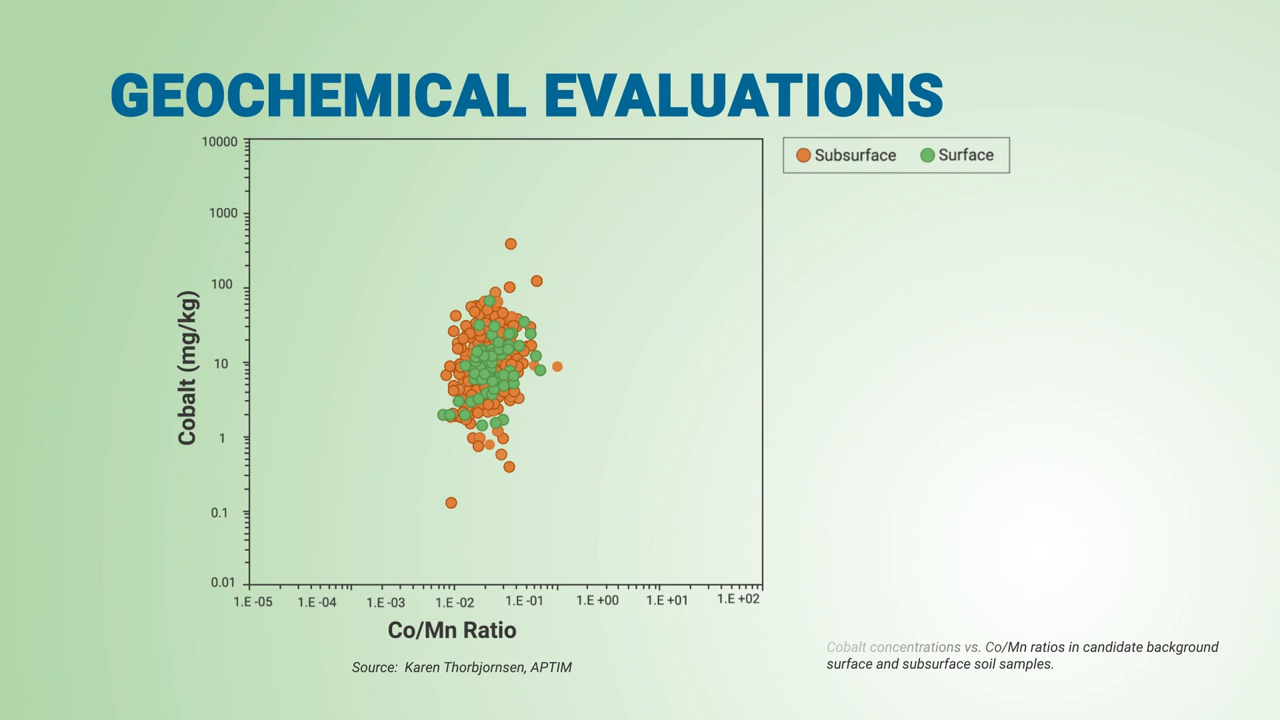 GEOCHEMICAL EVALUATIONS
Subsurface
Surface
10000
1000
100
10
1
0.1
0.01
Cobalt (mg/kg)
1.E -05
1.E -04
1.E -03
1.E -02
1.E -01
1.E +00
1.E +01
1.E +02
Co/Mn Ratio
Source: Karen Thorbjornsen, APTIM
Cobalt concentrations vs. Co/Mn ratios in candidate background
surface and subsurface soil samples.